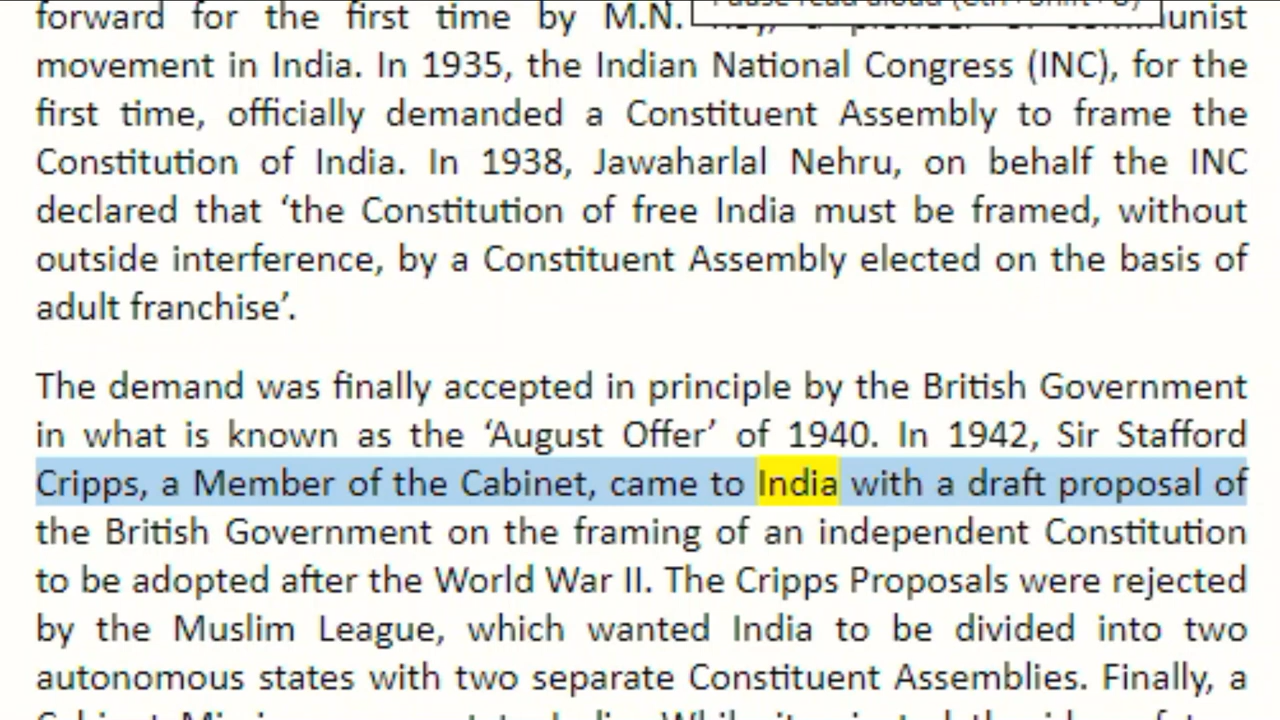 forward for the first time by M.N. unist
movement in India. In 1935, the Indian National Congress (INC), for the
first time, officially demanded a Constituent Assembly to frame the
Constitution of India. In 1938, Jawaharlal Nehru, on behalf the INC
declared that ‘the Constitution of free India must be framed, without
outside interference, by a Constituent Assembly elected on the basis of
adult franchise’.
The demand was finally accepted in principle by the British Government
in what is known as the ‘August Offer’ of 1940. In 1942, Sir Stafford
Cripps, a Member of the Cabinet, came to India with a draft proposal of
the British Government on the framing of an independent Constitution
to be adopted after the World War II. The Cripps Proposals were rejected
by the Muslim League, which wanted India to be divided into two
autonomous states with two separate Constituent Assemblies. Finally, a